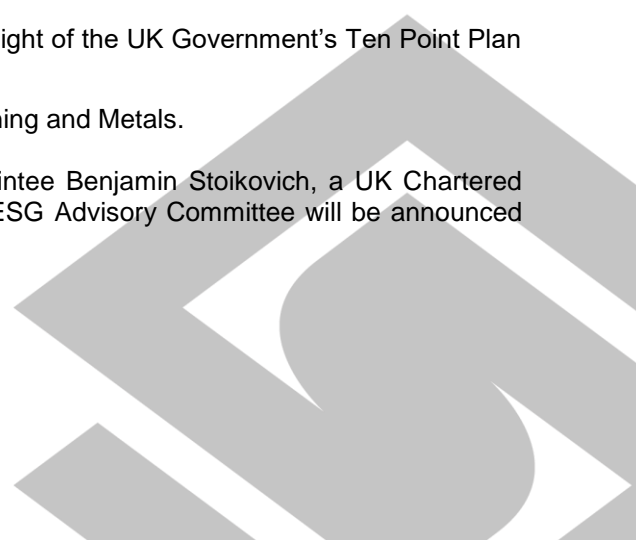 ight of the UK Government's Ten Point Plan
ing and Metals.
intee Benjamin Stoikovich, a UK Chartered
ESG Advisory Committee will be announced